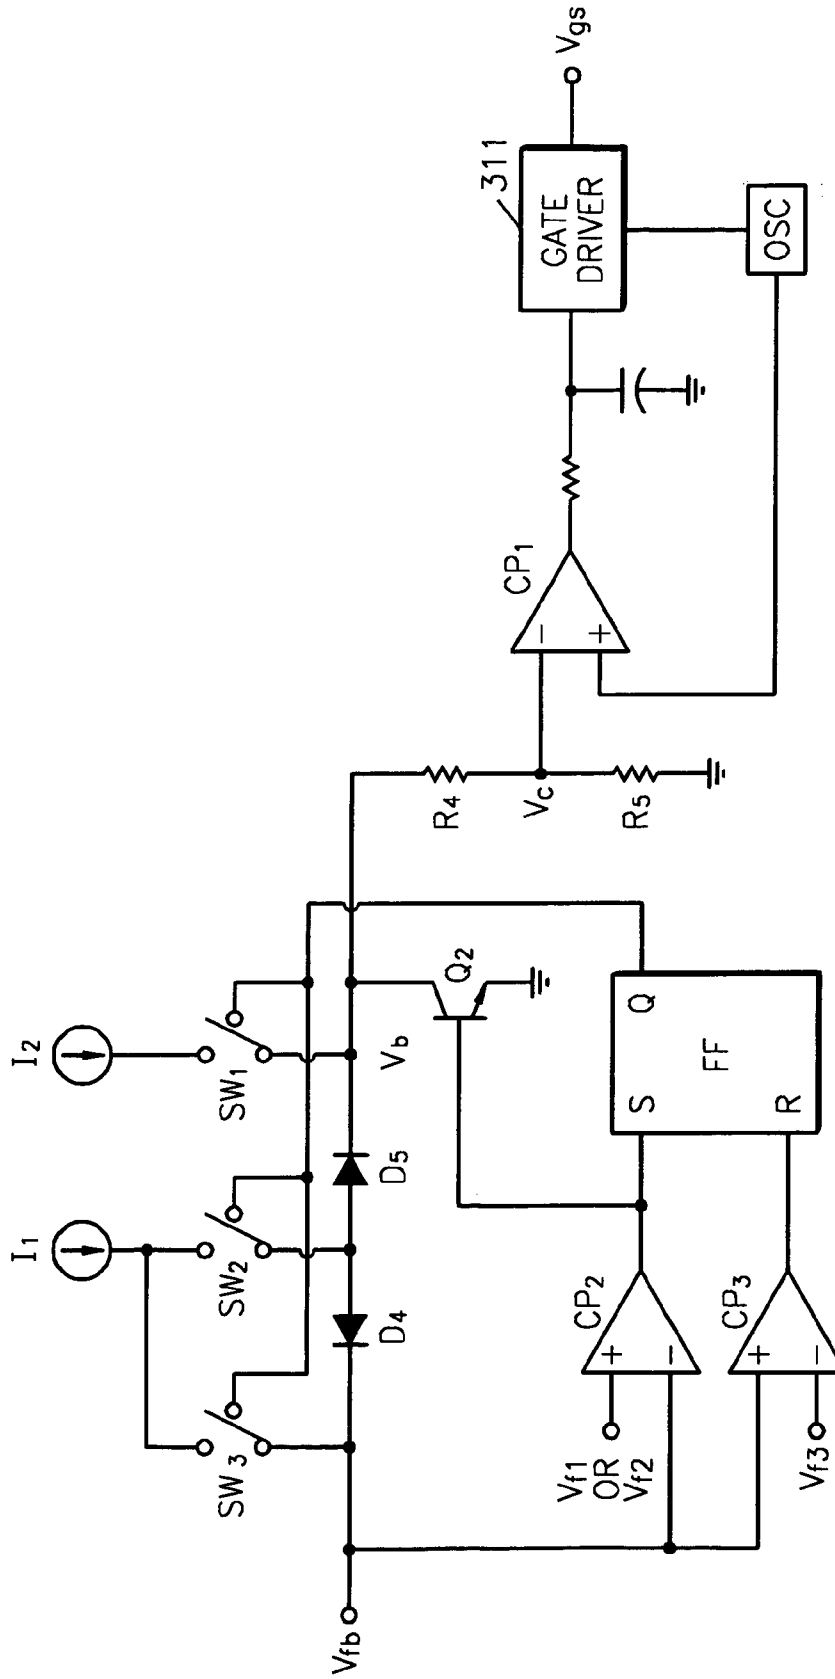 I1
I2
SW3
SW2
SW1
Vfb
D4
D5
Vb
Q2
R4
Vc
R5
CP1
-
+
311
GATE
DRIVER
Vgs
OSC
Vf1
OR
Vf2
+
-
CP2
S
Q
FF
R
Vf3
+
-
CP3